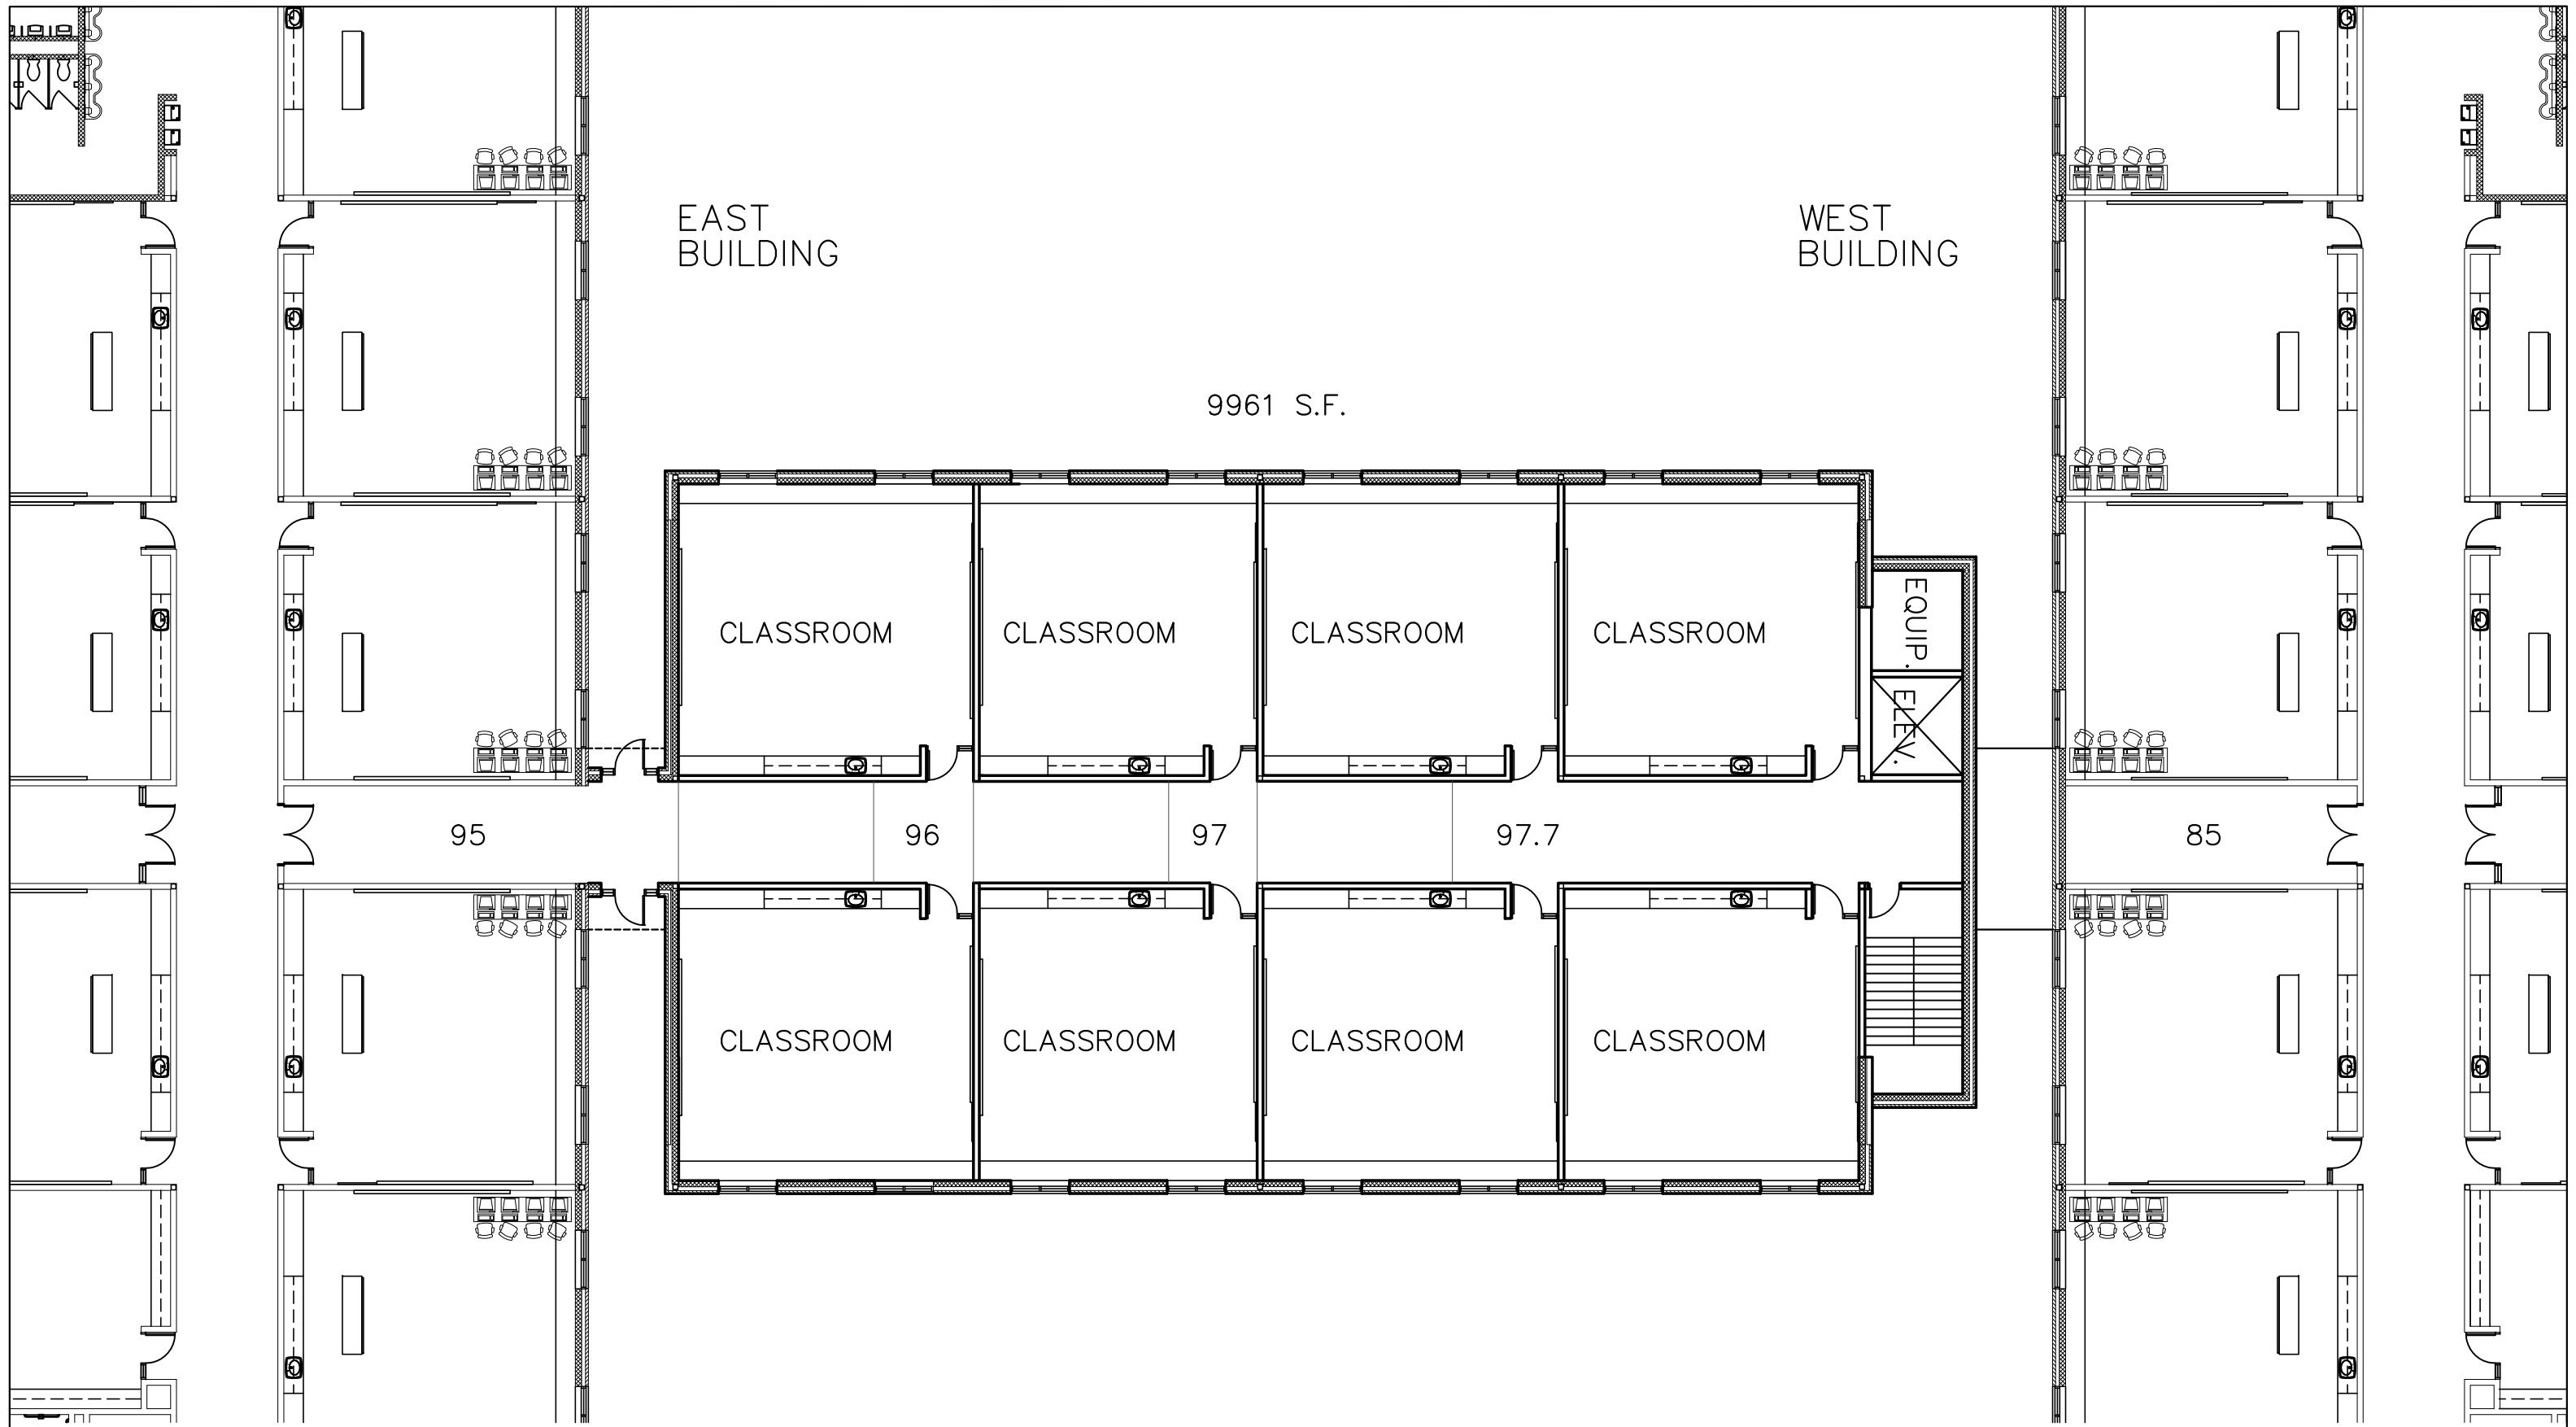 EAST
BUILDING
WEST
BUILDING
9961 S.F.
CLASSROOM
CLASSROOM
CLASSROOM
CLASSROOM
EQUIP.
ELEV.
95
96
97
97.7
85
CLASSROOM
CLASSROOM
CLASSROOM
CLASSROOM